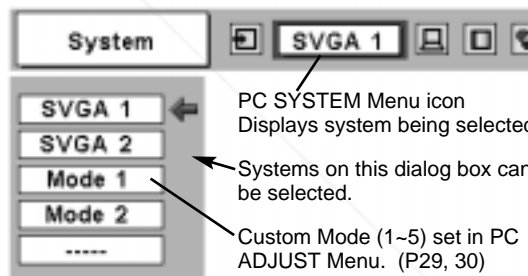 System
SVGA 1
PC SYSTEM Menu icon
Displays system being selected
SVGA 1
SVGA 2
Mode 1
Mode 2
-----
Systems on this dialog box can
be selected.
Custom Mode (1~5) set in PC
ADJUST Menu. (P29, 30)